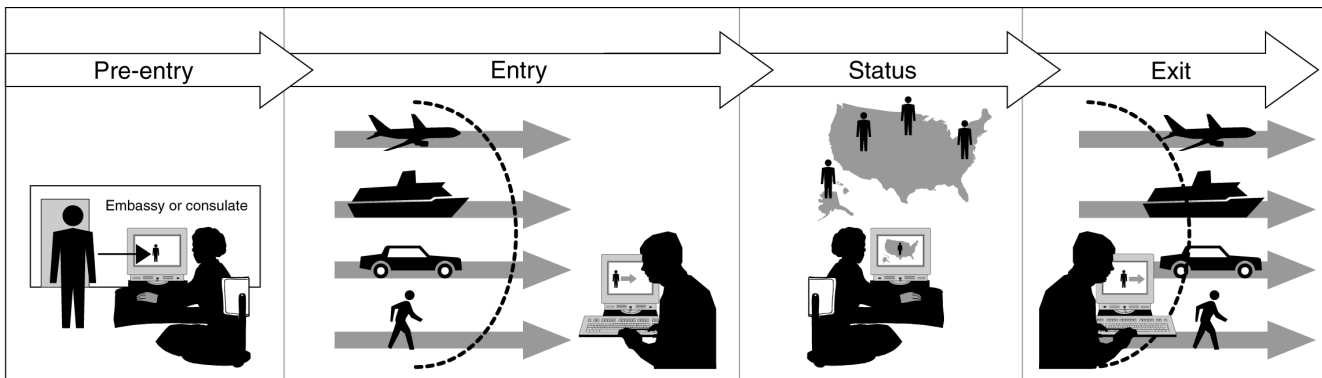 Pre-entry
Entry
Status
Exit
Embassy or consulate